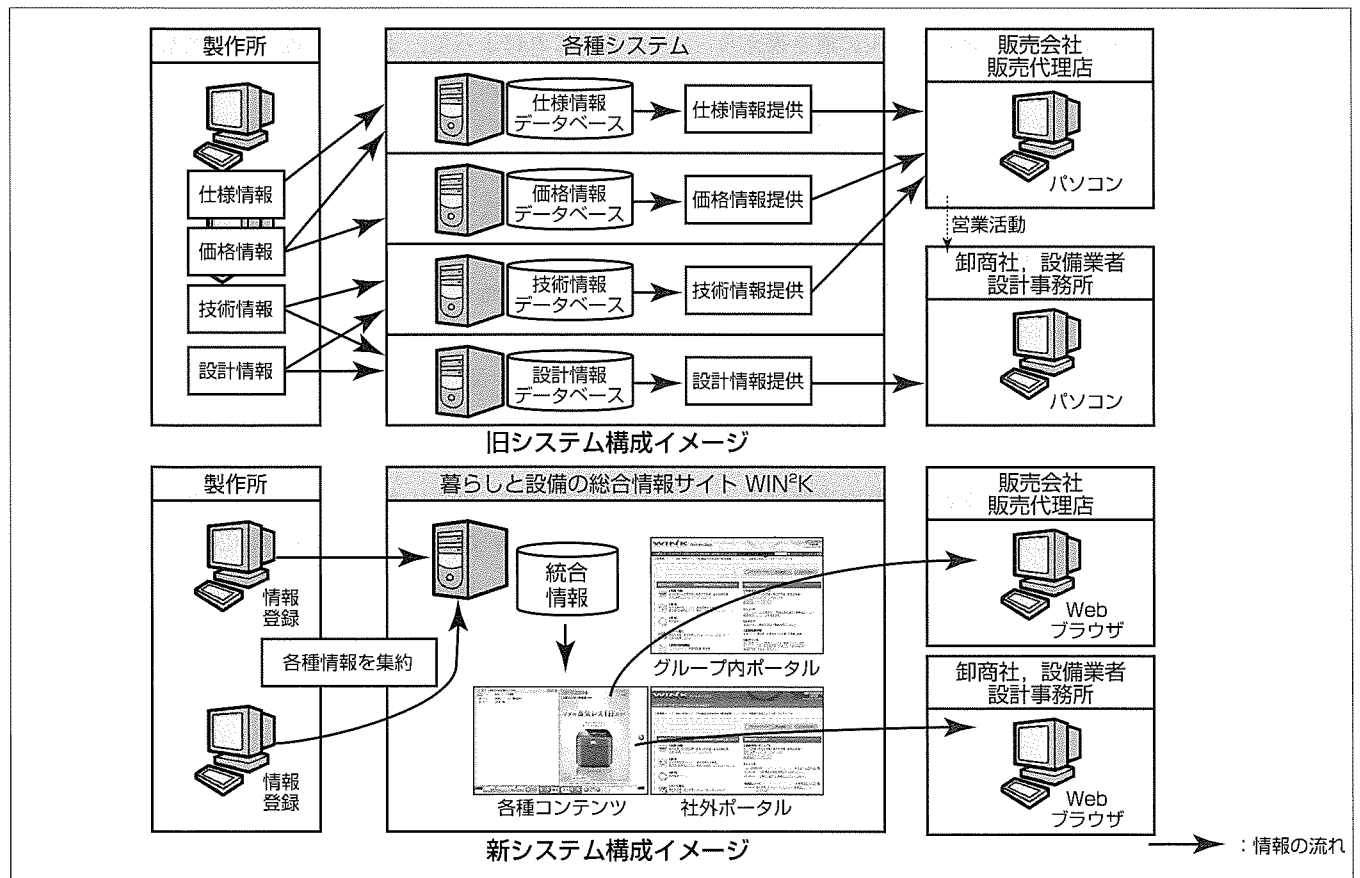 製作所
仕様情報
価格情報
技術情報
設計情報
各種システム
仕様情報
データベース
仕様情報提供
価格情報
データベース
価格情報提供
技術情報
データベース
技術情報提供
設計情報
データベース
設計情報提供
販売会社
販売代理店
パソコン
営業活動
卸商社，設備業者
設計事務所
パソコン
旧システム構成イメージ
製作所
情報
登録
各種情報を集約
情報
登録
暮らしと設備の総合情報サイト WIN²K
統合
情報
WIN²K
グループ内ポータル
各種コンテンツ
WIN²K
社外ポータル
販売会社
販売代理店
Web
ブラウザ
卸商社，設備業者
設計事務所
Web
ブラウザ
新システム構成イメージ
：情報の流れ